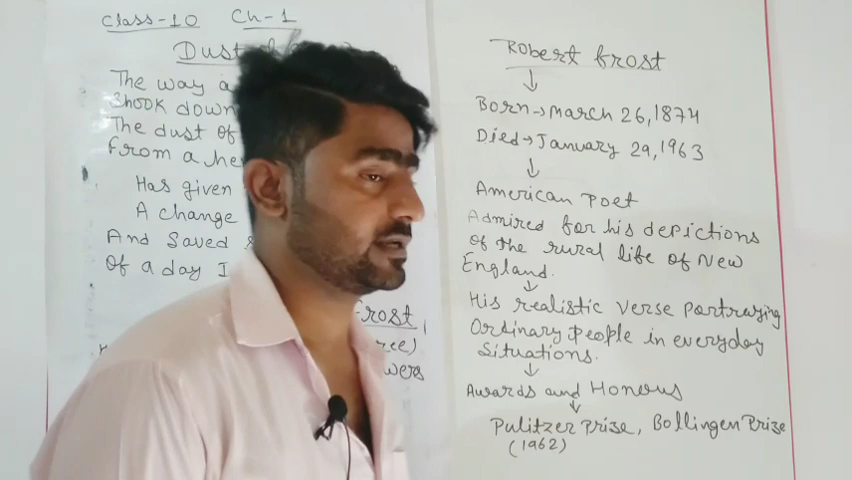 Class-10 Ch-1
Dust of
The way a
Shook down
The dust of
From a he
Has given
A change
And Saved s
Of a day I
Frost
ree)
wers
Robert frost
Born→March 26,1874
Died→January 29,1963
American Poet
Admired for his depictions
of the rural life of New
England.
His realistic verse portraying
Ordinary people in everyday
Situations.
Awards and Honours
Pulitzer Prize, Bollingen Prize
(1962)